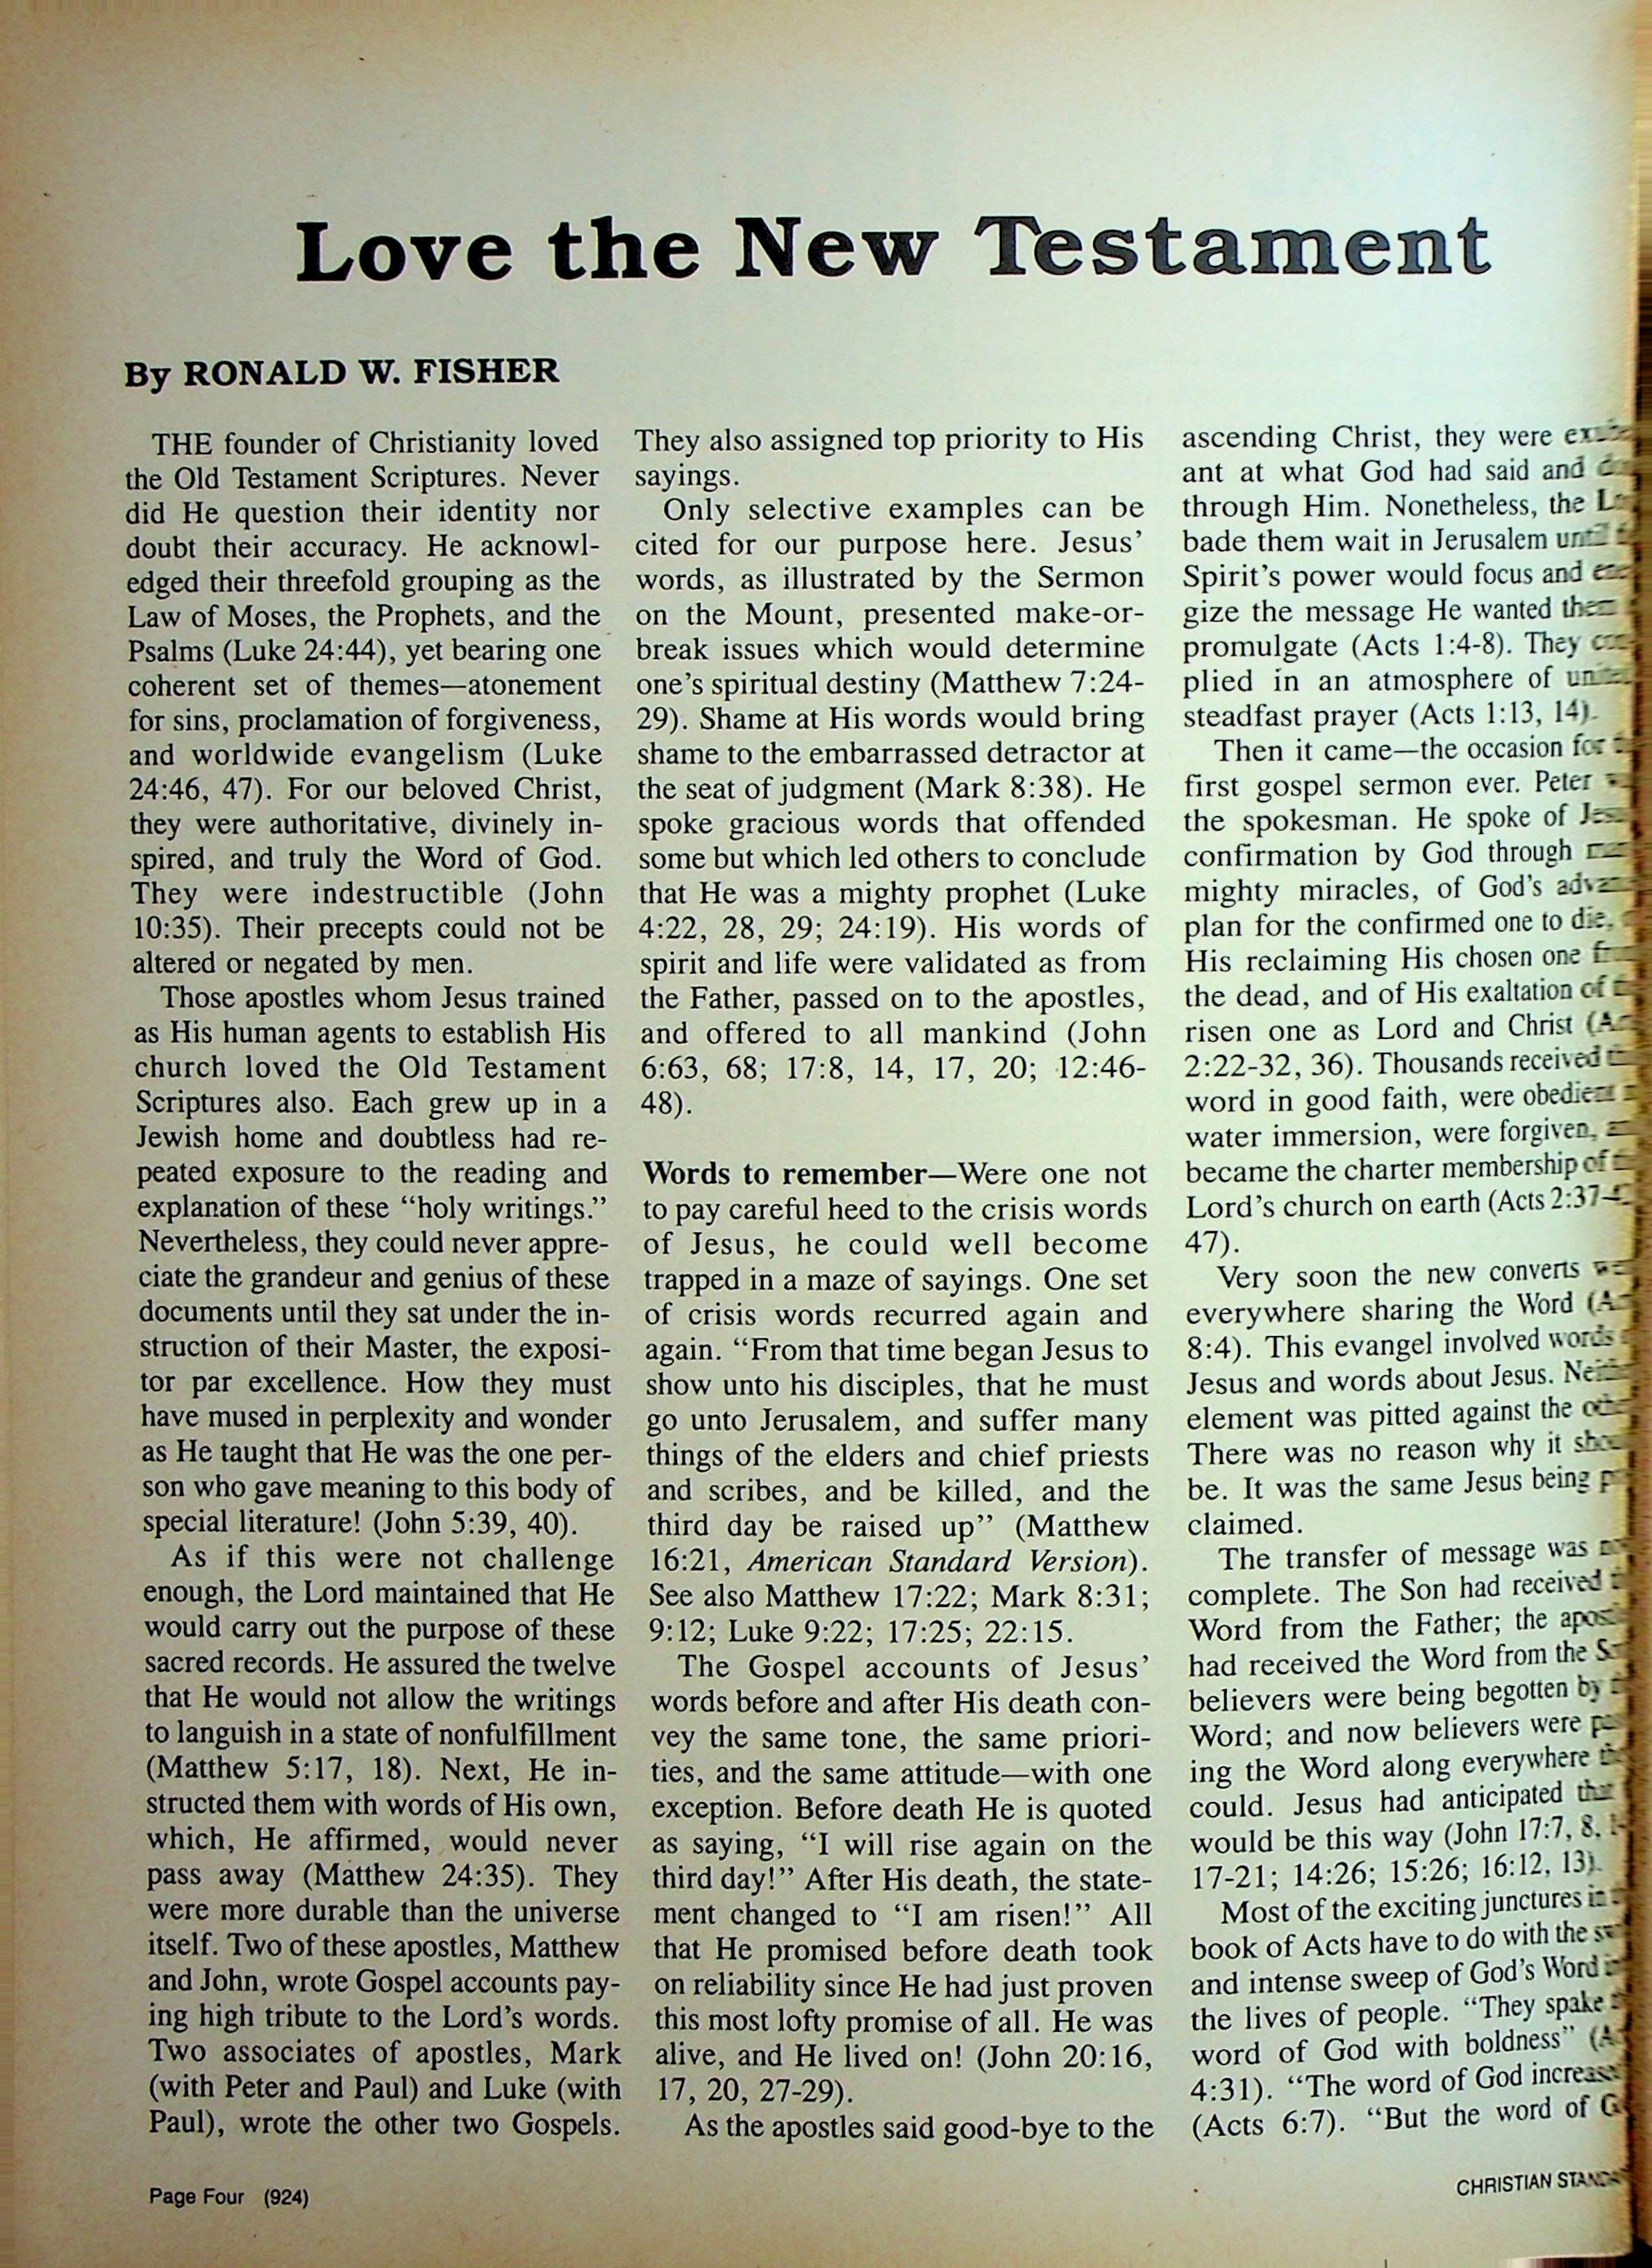 Love the New Testament
By RONALD W. FISHER
THE founder of Christianity loved
the Old Testament Scriptures. Never
did He question their identity nor
doubt their accuracy. He acknowl-
edged their threefold grouping as the
Law of Moses, the Prophets, and the
Psalms (Luke 24:44), yet bearing one
coherent set of themes—atonement
for sins, proclamation of forgiveness,
and worldwide evangelism (Luke
24:46, 47). For our beloved Christ,
they were authoritative, divinely in-
spired, and truly the Word of God.
They were indestructible (John
10:35). Their precepts could not be
altered or negated by men.
Those apostles whom Jesus trained
as His human agents to establish His
church loved the Old Testament
Scriptures also. Each grew up in a
Jewish home and doubtless had re-
peated exposure to the reading and
explanation of these “holy writings.”
Nevertheless, they could never appre-
ciate the grandeur and genius of these
documents until they sat under the in-
struction of their Master, the exposi-
tor par excellence. How they must
have mused in perplexity and wonder
as He taught that He was the one per-
son who gave meaning to this body of
special literature! (John 5:39, 40).
As if this were not challenge
enough, the Lord maintained that He
would carry out the purpose of these
sacred records. He assured the twelve
that He would not allow the writings
to languish in a state of nonfulfillment
(Matthew 5:17, 18). Next, He in-
structed them with words of His own,
which, He affirmed, would never
pass away (Matthew 24:35). They
were more durable than the universe
itself. Two of these apostles, Matthew
and John, wrote Gospel accounts pay-
ing high tribute to the Lord’s words.
Two associates of apostles, Mark
(with Peter and Paul) and Luke (with
Paul), wrote the other two Gospels.
They also assigned top priority to His
sayings.
Only selective examples can be
cited for our purpose here. Jesus’
words, as illustrated by the Sermon
on the Mount, presented make-or-
break issues which would determine
one’s spiritual destiny (Matthew 7:24-
29). Shame at His words would bring
shame to the embarrassed detractor at
the seat of judgment (Mark 8:38). He
spoke gracious words that offended
some but which led others to conclude
that He was a mighty prophet (Luke
4:22, 28, 29; 24:19). His words of
spirit and life were validated as from
the Father, passed on to the apostles,
and offered to all mankind (John
6:63, 68; 17:8, 14, 17, 20; 12:46-
48).
Words to remember—Were one not
to pay careful heed to the crisis words
of Jesus, he could well become
trapped in a maze of sayings. One set
of crisis words recurred again and
again. “From that time began Jesus to
show unto his disciples, that he must
go unto Jerusalem, and suffer many
things of the elders and chief priests
and scribes, and be killed, and the
third day be raised up” (Matthew
16:21, American Standard Version).
See also Matthew 17:22; Mark 8:31;
9:12; Luke 9:22; 17:25; 22:15.
The Gospel accounts of Jesus’
words before and after His death con-
vey the same tone, the same priori-
ties, and the same attitude—with one
exception. Before death He is quoted
as saying, “I will rise again on the
third day!” After His death, the state-
ment changed to “I am risen!” All
that He promised before death took
on reliability since He had just proven
this most lofty promise of all. He was
alive, and He lived on! (John 20:16,
17, 20, 27-29).
As the apostles said good-bye to the
ascending Christ, they were
ant at what God had said and
through Him. Nonetheless, the
bade them wait in Jerusalem until
Spirit’s power would focus and
gize the message He wanted them
promulgate (Acts 1:4-8). They
plied in an atmosphere of
steadfast prayer (Acts 1:13, 14).
Then it came—the occasion for
first gospel sermon ever. Peter
the spokesman. He spoke of
confirmation by God through
mighty miracles, of God’s
plan for the confirmed one to die,
His reclaiming His chosen one
the dead, and of His exaltation of
risen one as Lord and Christ
2:22-32, 36). Thousands received
word in good faith, were obedient
water immersion, were forgiven,
became the charter membership of
Lord’s church on earth (Acts 2:37-
47).
Very soon the new converts
everywhere sharing the Word
8:4). This evangel involved words
Jesus and words about Jesus.
element was pitted against the
There was no reason why it
be. It was the same Jesus being
claimed.
The transfer of message was
complete. The Son had received
Word from the Father; the
had received the Word from the
believers were being begotten by
Word; and now believers were
ing the Word along everywhere
could. Jesus had anticipated that
would be this way (John 17:7, 8,
17-21; 14:26; 15:26; 16:12, 13).
Most of the exciting junctures in
book of Acts have to do with the
and intense sweep of God’s Word
the lives of people. “They spake
word of God with boldness”
4:31). “The word of God
(Acts 6:7). “But the word of
Page Four (924)
CHRISTIAN